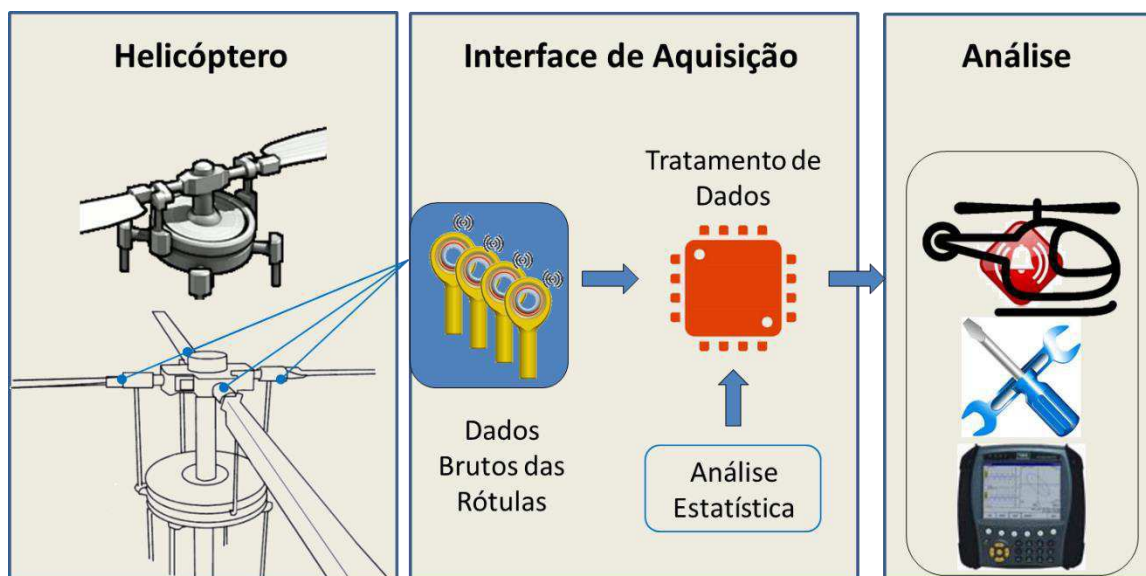 Helicóptero
Interface de Aquisição
Tratamento de
Dados
Dados
Brutos das
Rótulas
Análise
Estatística
Análise